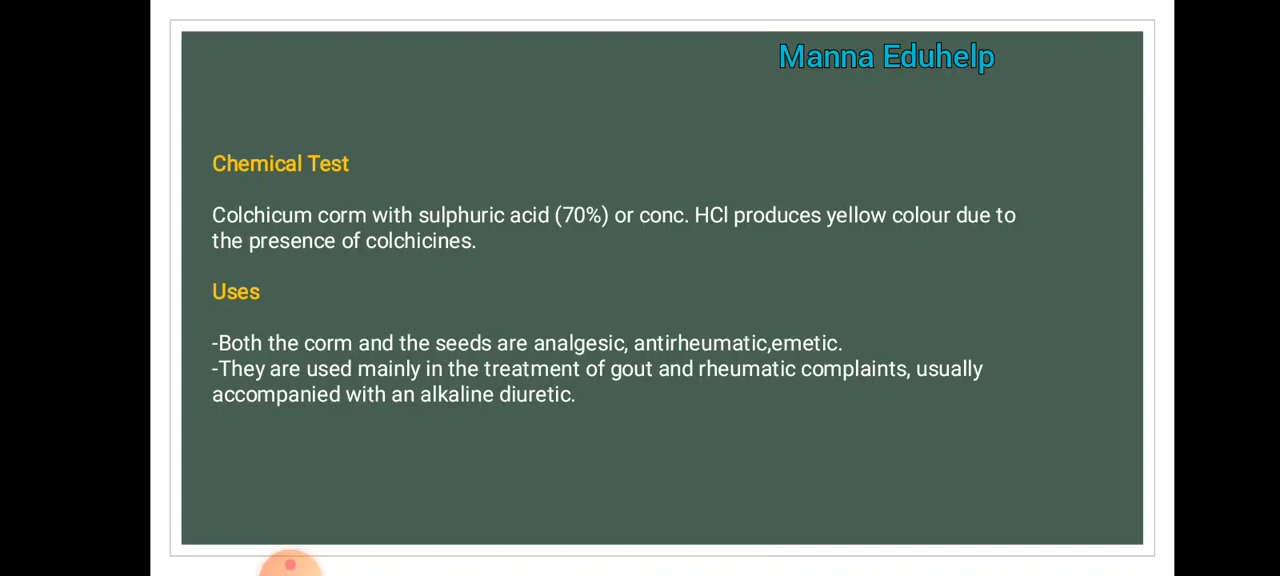 Manna Eduhelp
Chemical Test
Colchicum corm with sulphuric acid (70%) or conc. HCl produces yellow colour due to
the presence of colchicines.
Uses
-Both the corm and the seeds are analgesic, antirheumatic,emetic.
-They are used mainly in the treatment of gout and rheumatic complaints, usually
accompanied with an alkaline diuretic.